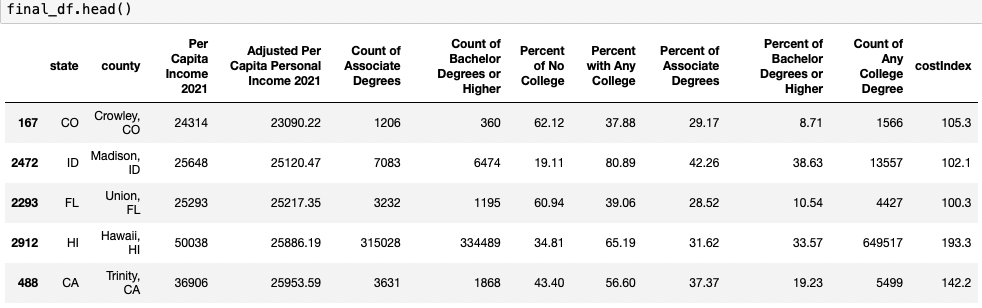 final_df.head()
state county Per Capita Income 2021 Adjusted Per Capita Personal Income 2021 Count of Associate Degrees Count of Bachelor Degrees or Higher Percent of No College Percent with Any College Percent of Associate Degrees Percent of Bachelor Degrees or Higher Count of Any College Degree costIndex
167 CO Crowley, CO 24314 23090.22 1206 360 62.12 37.88 29.17 8.71 1566 105.3
2472 ID Madison, ID 25648 25120.47 7083 6474 19.11 80.89 42.26 38.63 13557 102.1
2293 FL Union, FL 25293 25217.35 3232 1195 60.94 39.06 28.52 10.54 4427 100.3
2912 HI Hawaii, HI 50038 25886.19 315028 334489 34.81 65.19 31.62 33.57 649517 193.3
488 CA Trinity, CA 36906 25953.59 3631 1868 43.40 56.60 37.37 19.23 5499 142.2